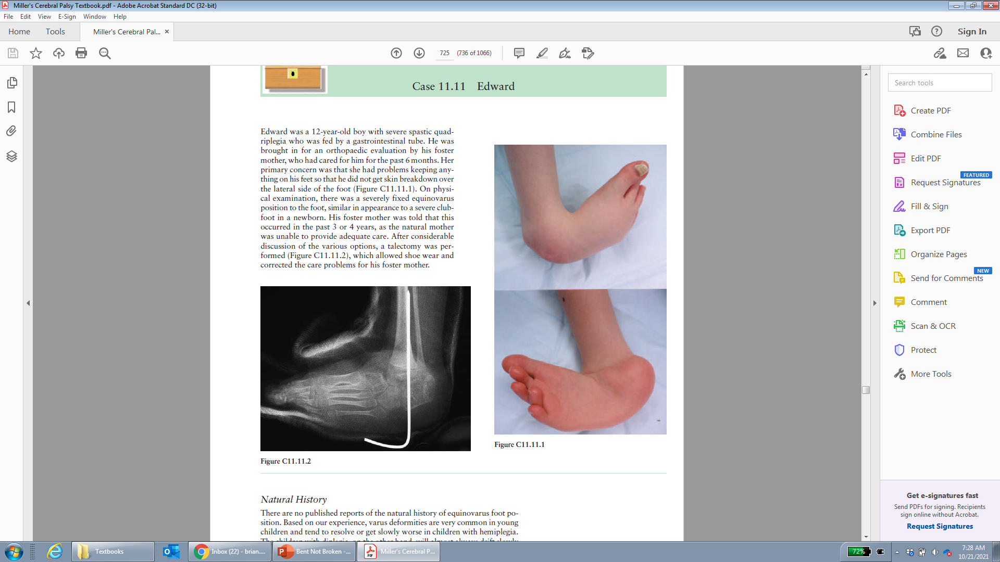 Miller's Cerebral Palsy Textbook.pdf - Adobe Acrobat Standard DC (32-bit)
File Edit View E-Sign Window Help
Home Tools Miller's Cerebral Pal... × Sign In
725 (736 of 1066)
Case 11.11 Edward
Edward was a 12-year-old boy with severe spastic quad-
riplegia who was fed by a gastrointestinal tube. He was
brought in for an orthopaedic evaluation by his foster
mother, who had cared for him for the past 6 months. Her
primary concern was that she had problems keeping any-
thing on his feet so that he did not get skin breakdown over
the lateral side of the foot (Figure C11.11.1). On physi-
cal examination, there was a severely fixed equinovarus
position to the foot, similar in appearance to a severe club-
foot in a newborn. His foster mother was told that this
occurred in the past 3 or 4 years, as the natural mother
was unable to provide adequate care. After considerable
discussion of the various options, a talectomy was per-
formed (Figure C11.11.2), which allowed shoe wear and
corrected the care problems for his foster mother.
Figure C11.11.1
Figure C11.11.2
Natural History
There are no published reports of the natural history of equinovarus foot po-
sition. Based on our experience, varus deformities are very common in young
children and tend to resolve or get slowly worse in children with hemiplegia.
Search tools
Create PDF
Combine Files
Edit PDF
FEATURED
Request Signatures
Fill & Sign
Export PDF
Organize Pages
NEW
Send for Comments
Comment
Scan & OCR
Protect
More Tools
Get e-signatures fast
Send PDFs for signing. Recipients
sign online without Acrobat.
Request Signatures
Textbooks
Inbox (22) - brian....
Bent Not Broken -...
PDF
Miller's Cerebral P...
72%
7:28 AM
10/21/2021